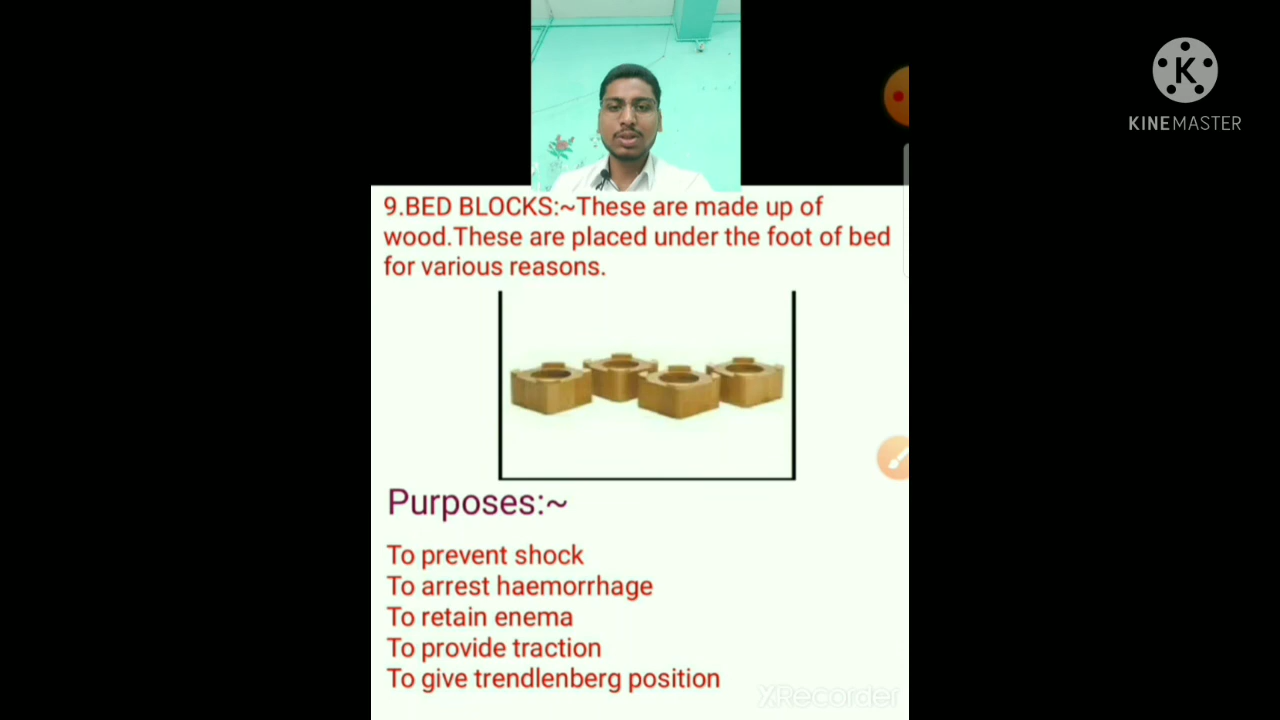 K
KINEMASTER
9.BED BLOCKS:~These are made up of
wood.These are placed under the foot of bed
for various reasons.
Purposes:~
To prevent shock
To arrest haemorrhage
To retain enema
To provide traction
To give trendlenberg position
XRecorder